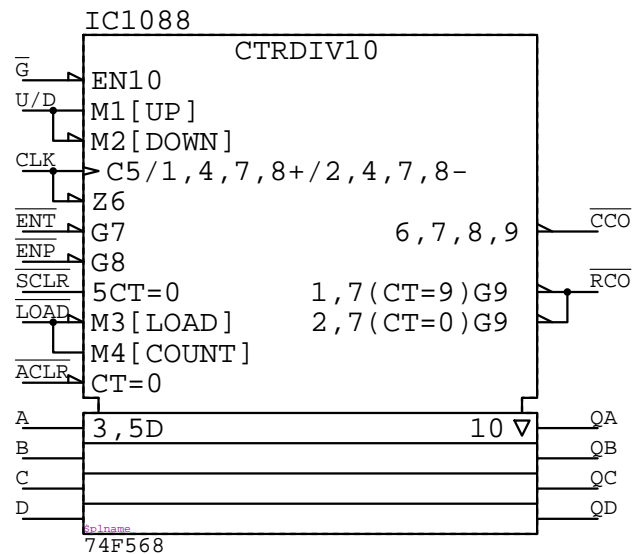 IC1088
CTRDIV10
G EN10
U/D M1[UP]
M2[DOWN]
CLK C5/1,4,7,8+/2,4,7,8-
Z6
ENT G7 6,7,8,9 CCO
ENP G8
SCLR 5CT=0 1,7(CT=9)G9 RCO
LOAD M3[LOAD] 2,7(CT=0)G9
M4[COUNT]
ACLR CT=0
A 3,5D 10 ▽ QA
B QB
C QC
D QD
$plname
74F568